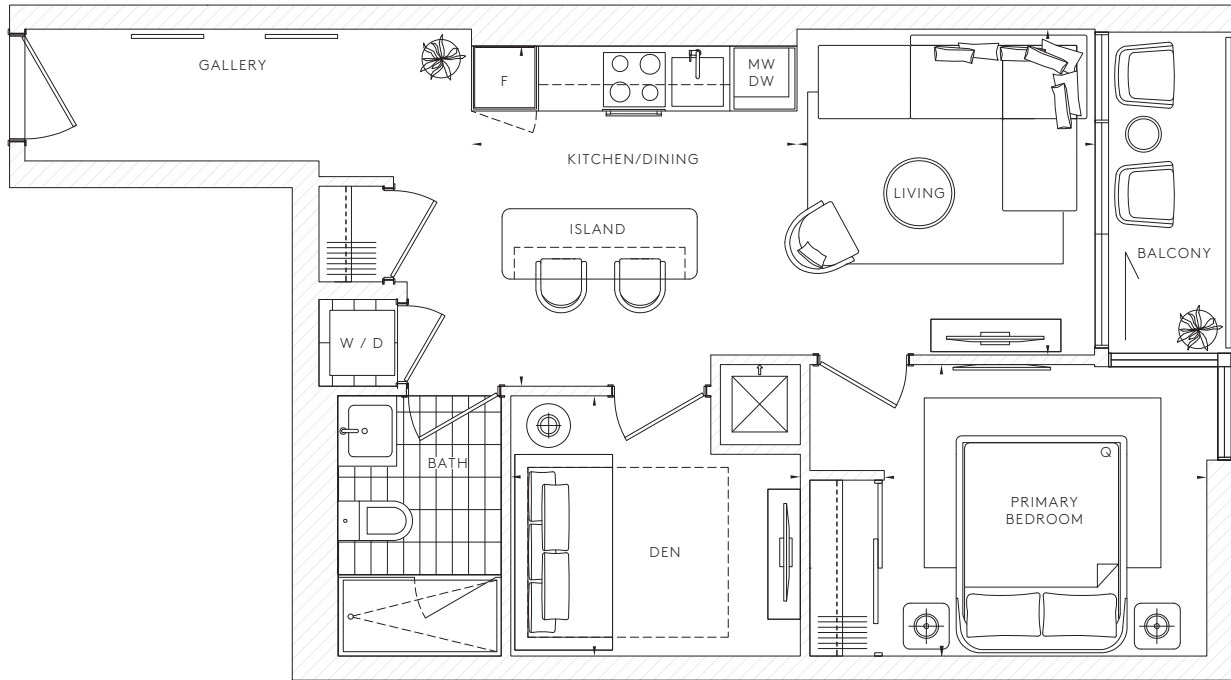 GALLERY
F
MW
DW
KITCHEN/DINING
LIVING
ISLAND
BALCONY
W / D
BATH
DEN
Q
PRIMARY
BEDROOM